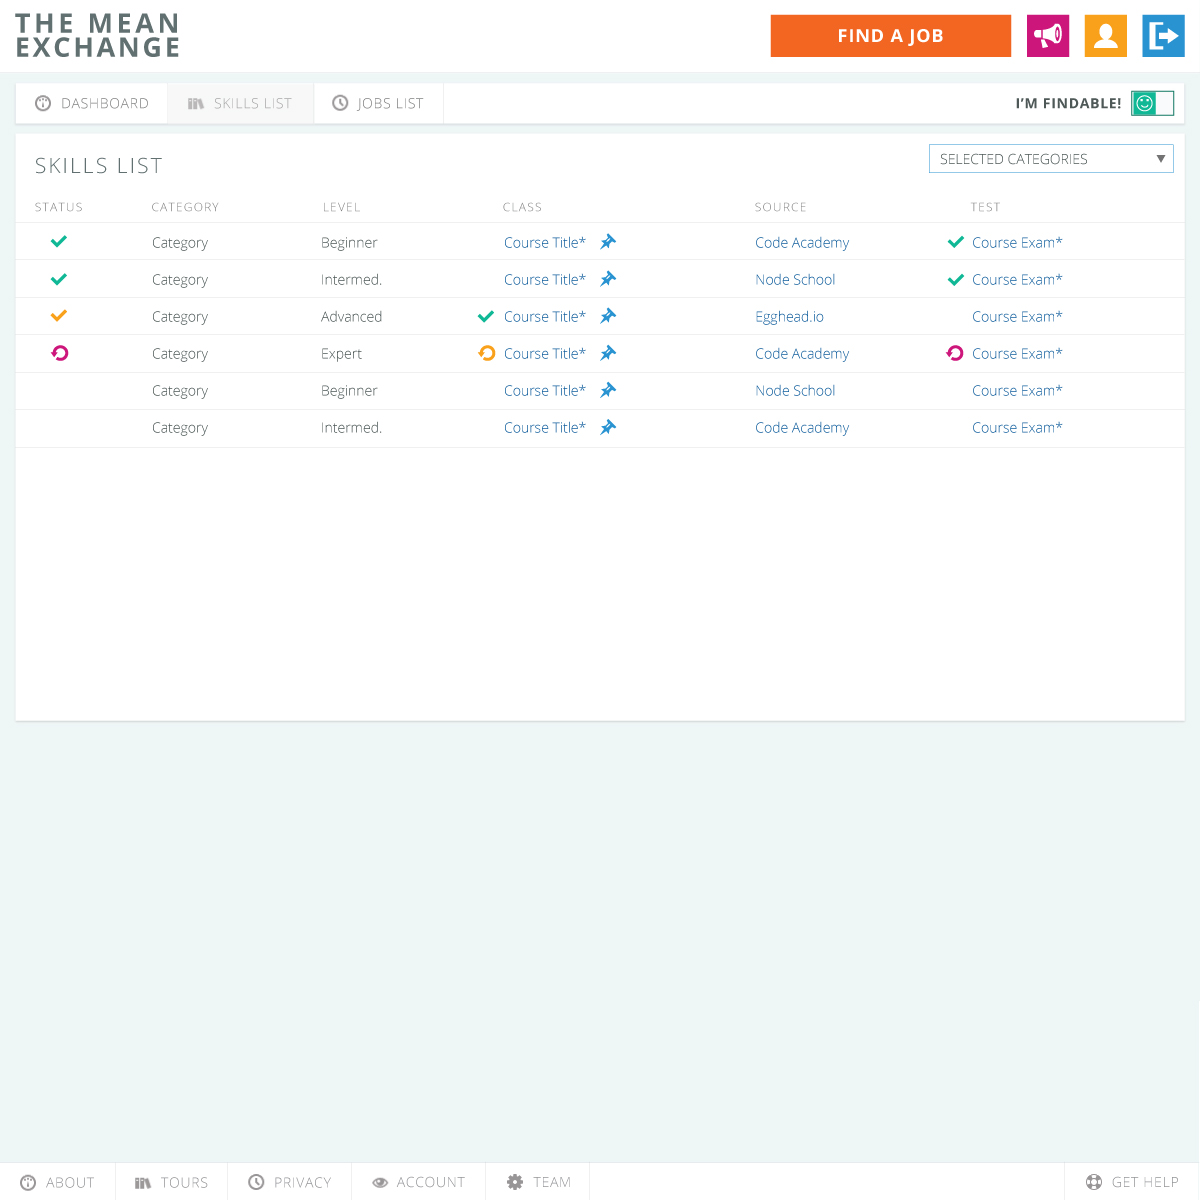 THE MEAN
EXCHANGE
FIND A JOB
DASHBOARD SKILLS LIST JOBS LIST I'M FINDABLE!
SKILLS LIST SELECTED CATEGORIES
STATUS CATEGORY LEVEL CLASS SOURCE TEST
Category Beginner Course Title* Code Academy Course Exam*
Category Intermed. Course Title* Node School Course Exam*
Category Advanced Course Title* Egghead.io Course Exam*
Category Expert Course Title* Code Academy Course Exam*
Category Beginner Course Title* Node School Course Exam*
Category Intermed. Course Title* Code Academy Course Exam*
ABOUT TOURS PRIVACY ACCOUNT TEAM GET HELP